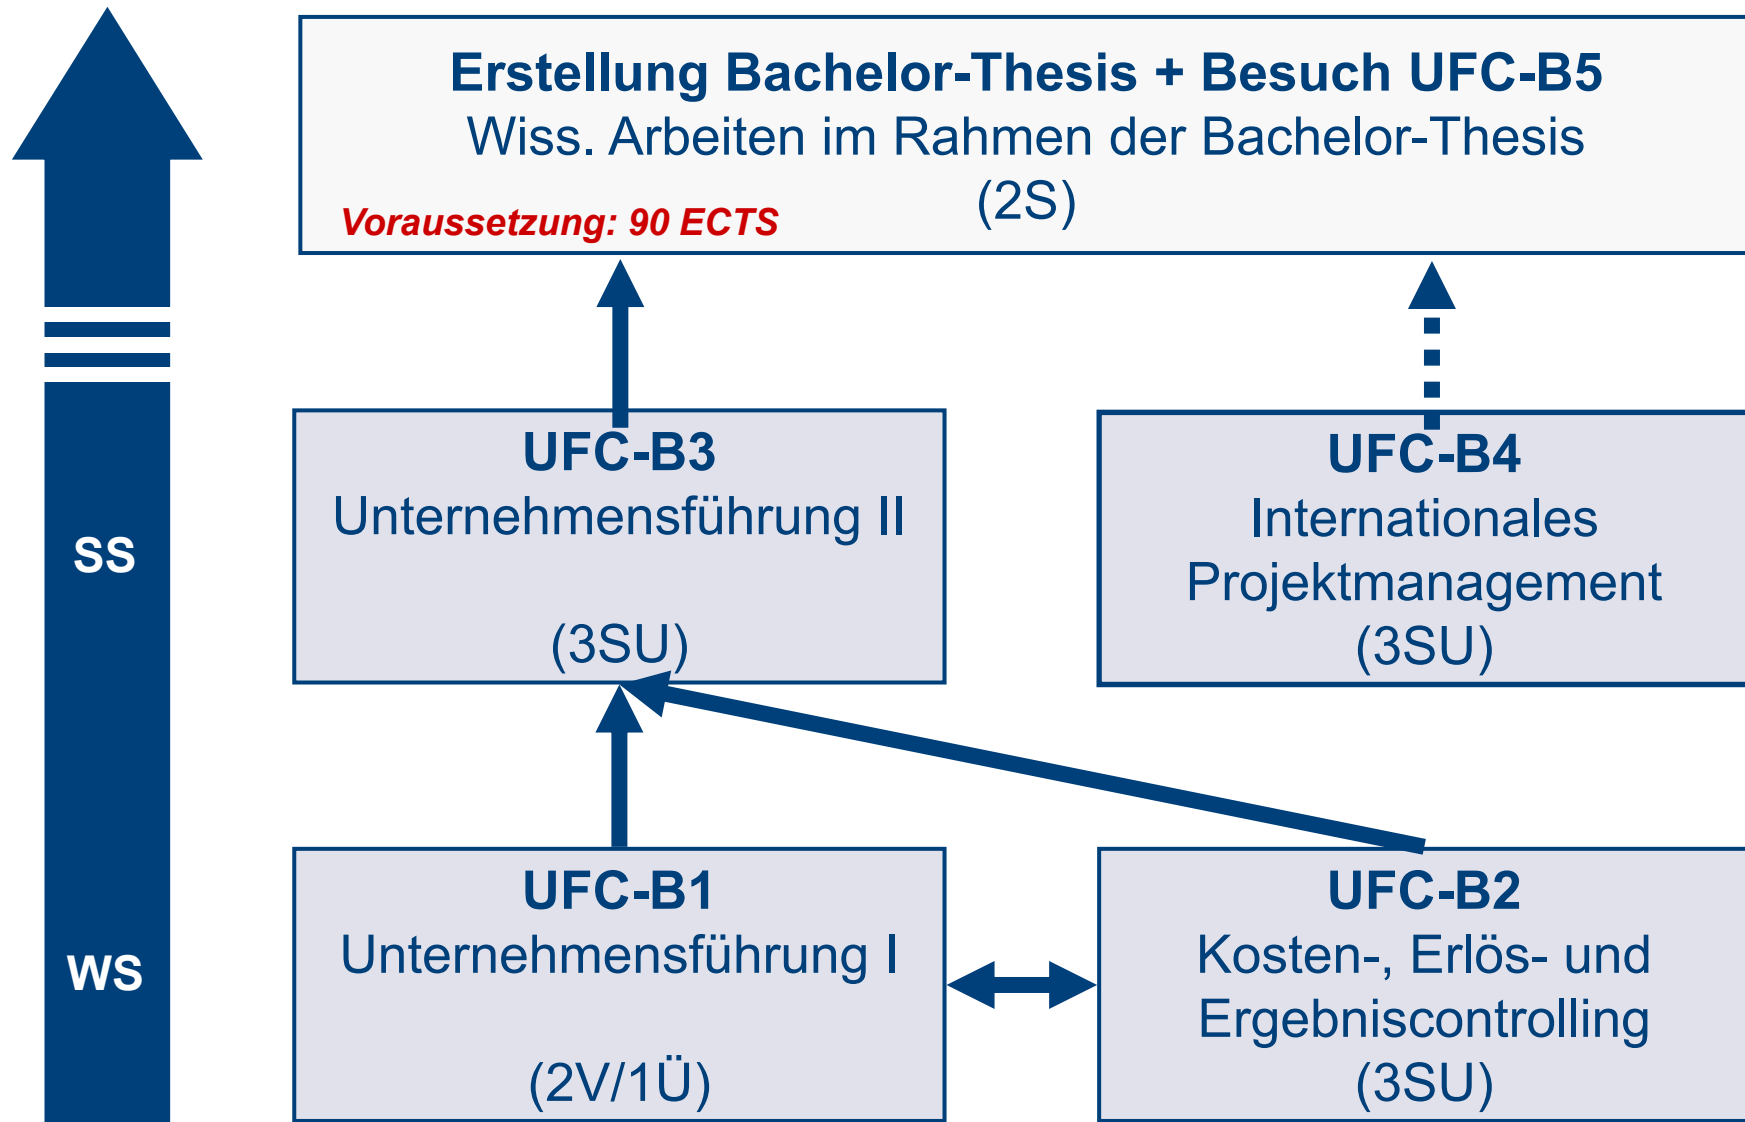 Erstellung Bachelor-Thesis + Besuch UFC-B5
Wiss. Arbeiten im Rahmen der Bachelor-Thesis
(2S)
Voraussetzung: 90 ECTS
SS
UFC-B3
Unternehmensführung II
(3SU)
UFC-B4
Internationales
Projektmanagement
(3SU)
WS
UFC-B1
Unternehmensführung I
(2V/1Ü)
UFC-B2
Kosten-, Erlös- und
Ergebniscontrolling
(3SU)